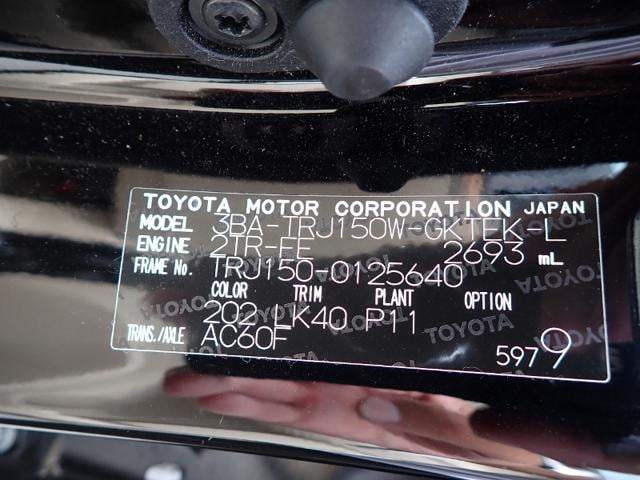 TOYOTA MOTOR CORPORATION JAPAN
MODEL 3BA-TRJ150W-GKTEK-L
ENGINE 2TR-FE 2693 mL
FRAME No. TRJ150-0125640
COLOR TRIM PLANT OPTION
202 LK40 P11
TRANS./AXLE AC60F
5979